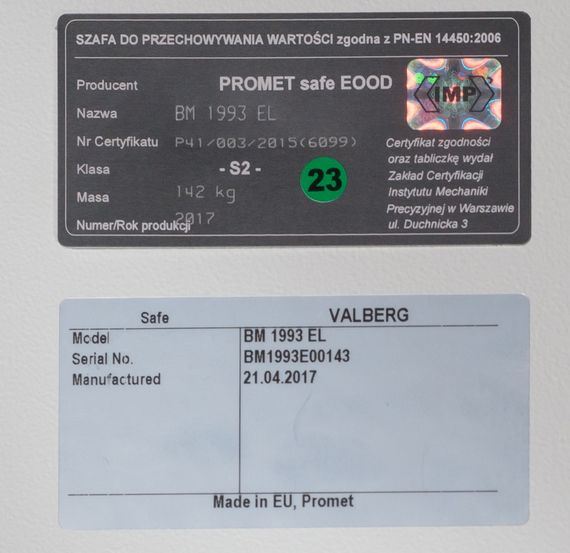 SZAFA DO PRZECHOWYWANIA WARTOŚCI zgodna z PN-EN 14450:2006
Producent PROMET safe EOOD
IMP
Nazwa BM 1993 EL
Nr Certyfikatu P41/003/2015(6099)
Klasa - S2 -
23
Masa 142 kg
Numer/Rok produkcji 2017
Certyfikat zgodności
oraz tabliczkę wydał
Zakład Certyfikacji
Instytutu Mechaniki
Precyzyjnej w Warszawie
ul. Duchnicka 3
Safe VALBERG
Model BM 1993 EL
Serial No. BM1993E00143
Manufactured 21.04.2017
Made in EU, Promet